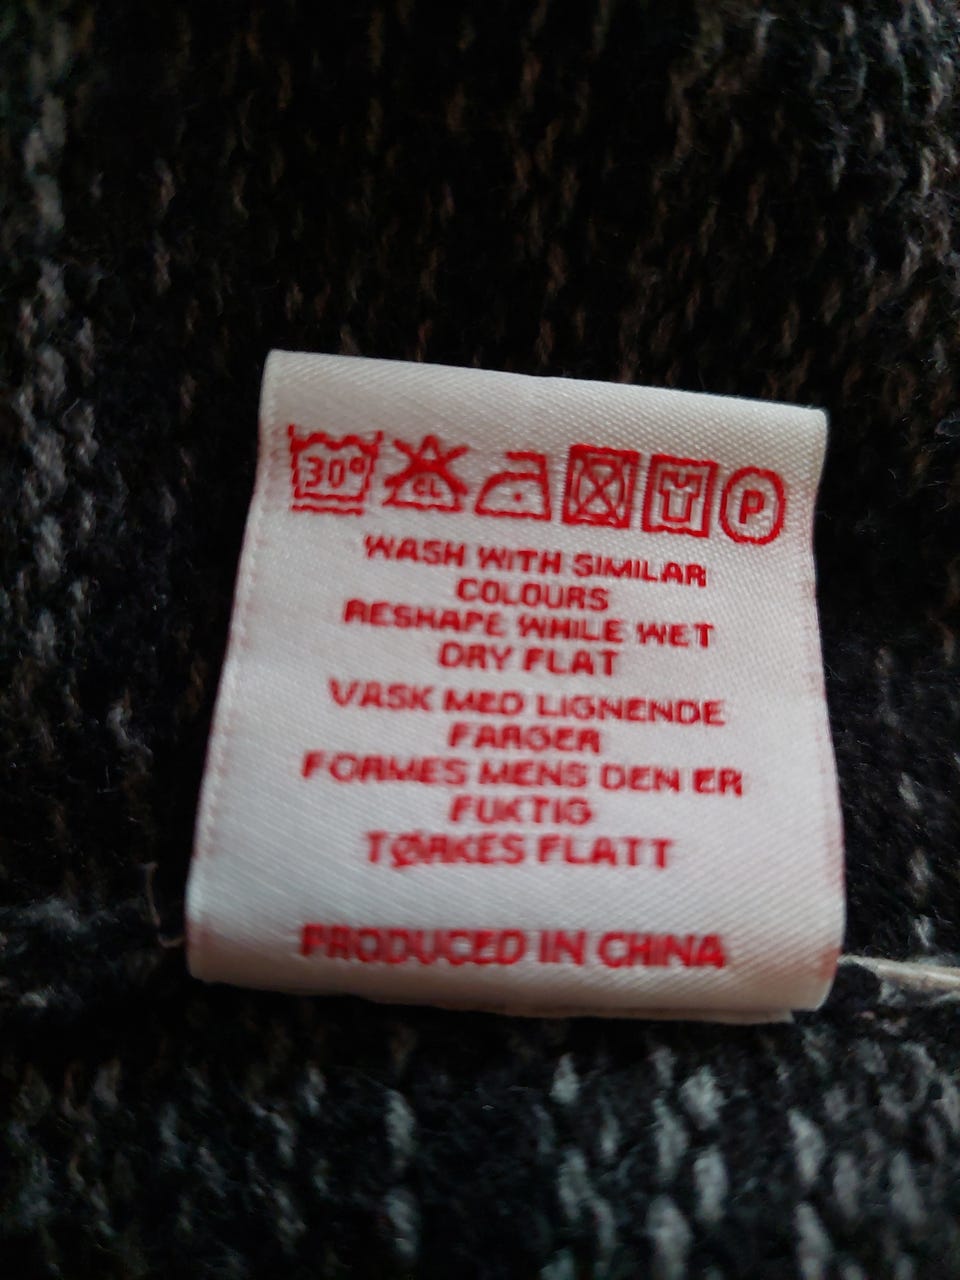 30° CL P
WASH WITH SIMILAR
COLOURS
RESHAPE WHILE WET
DRY FLAT
VASK MED LIGNENDE
FARGER
FORMES MENS DEN ER
FUKTIG
TØRKES FLATT
PRODUCED IN CHINA